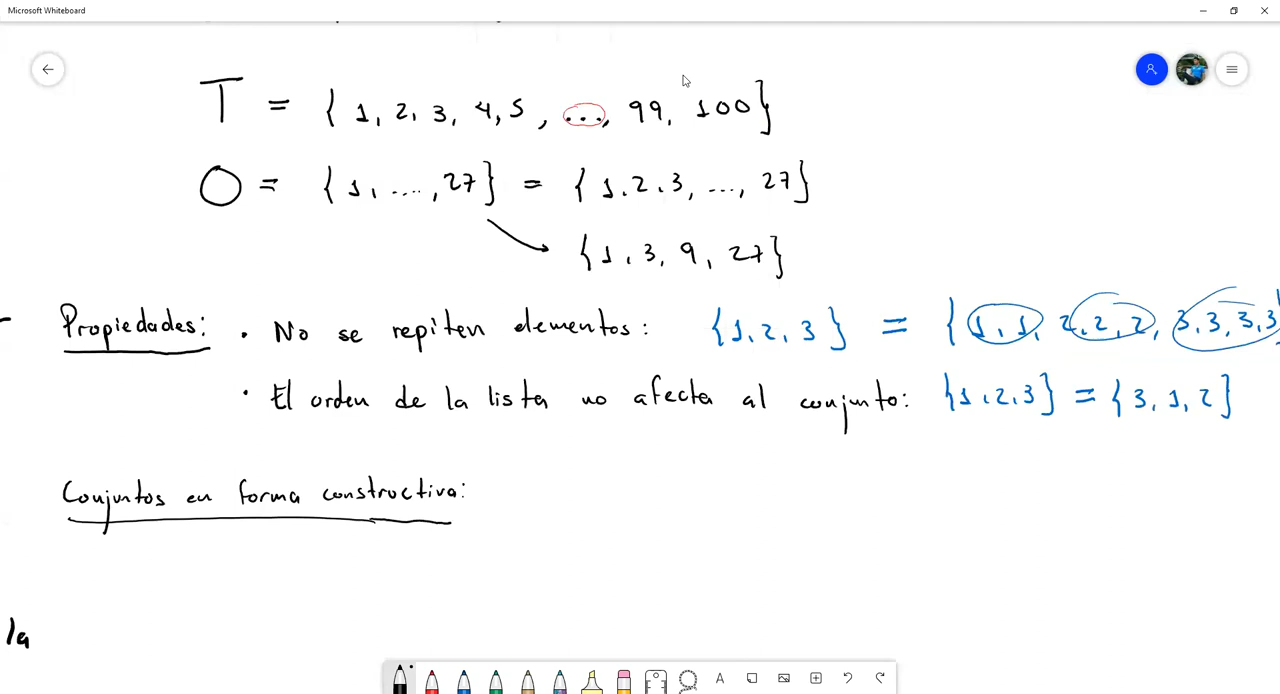 Microsoft Whiteboard
T = { 1, 2, 3, 4, 5, ..., 99, 100}
O = { 1, ...., 27} = { 1, 2, 3, ..., 27}
{1, 3, 9, 27}
Propiedades: • No se repiten elementos: {1, 2, 3} = { 1, 1, 2, 2, 2, 3, 3, 3, 3
• El orden de la lista no afecta al conjunto: {1, 2, 3} = { 3, 1, 2}
Conjuntos en forma constructiva:
la